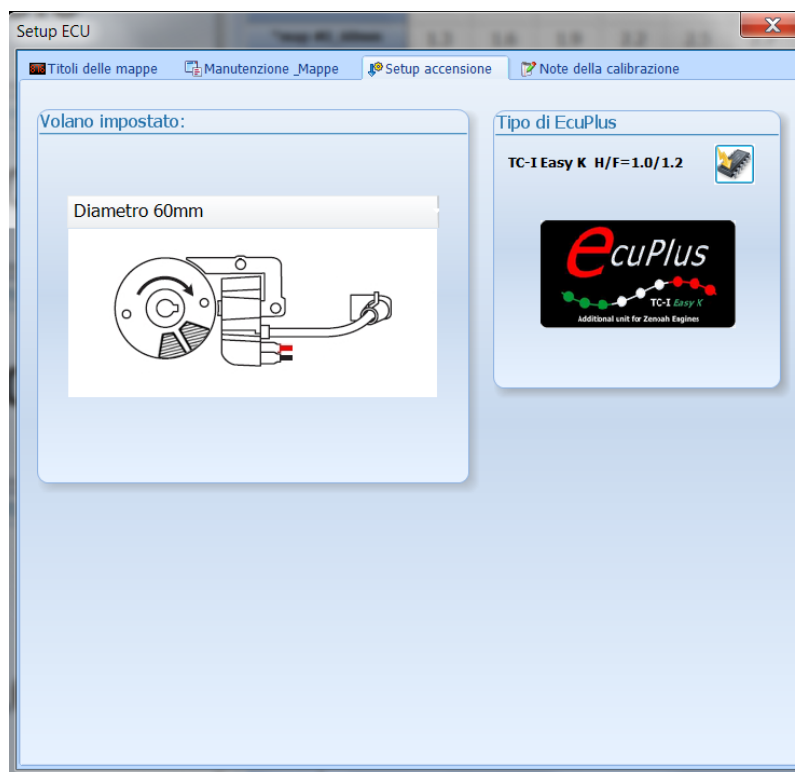 Setup ECU
Titoli delle mappe
Manutenzione _Mappe
Setup accensione
Note della calibrazione
Volano impostato:
Diametro 60mm
Tipo di EcuPlus
TC-I Easy K H/F=1.0/1.2
ecuPlus
TC-I Easy K
Additional unit for Zenoah Engines